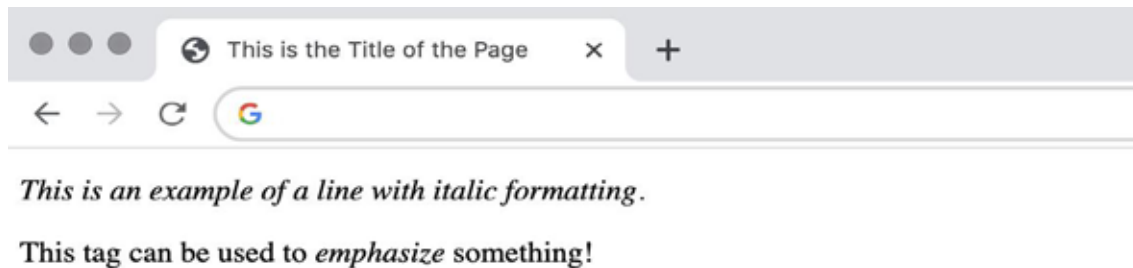 This is the Title of the Page
This is an example of a line with italic formatting.
This tag can be used to emphasize something!